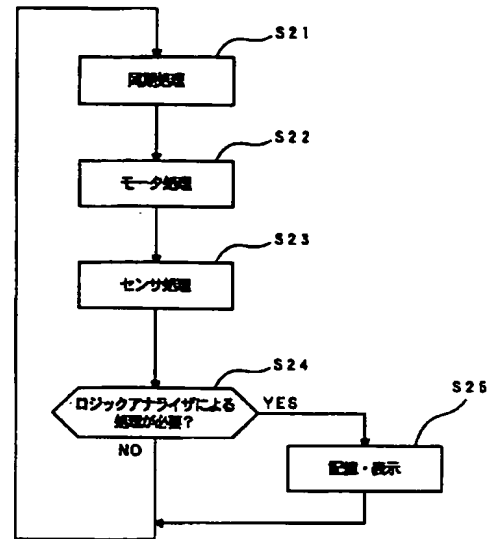 S21
同期処理
S22
モータ処理
S23
センサ処理
S24
ロジックアナライザによる
処理が必要?
YES
NO
S25
記憶・表示